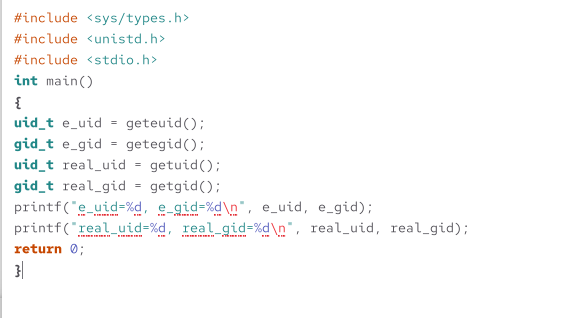 #include <sys/types.h>
#include <unistd.h>
#include <stdio.h>
int main()
{
uid_t e_uid = geteuid();
gid_t e_gid = getegid();
uid_t real_uid = getuid();
gid_t real_gid = getgid();
printf("e_uid=%d, e_gid=%d\n", e_uid, e_gid);
printf("real_uid=%d, real_gid=%d\n", real_uid, real_gid);
return 0;
}